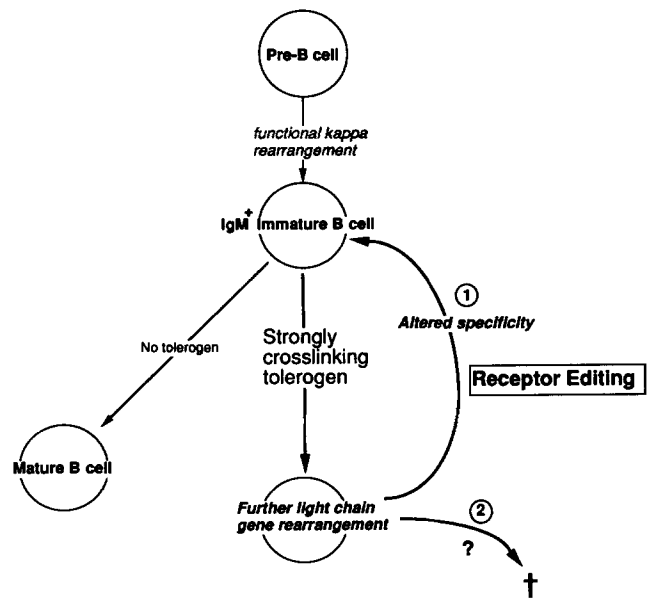 Pre-B cell
functional kappa
rearrangement
IgM+ Immature B cell
1
Altered specificity
No tolerogen
Strongly
crosslinking
tolerogen
Receptor Editing
Mature B cell
Further light chain
gene rearrangement
2
?
†